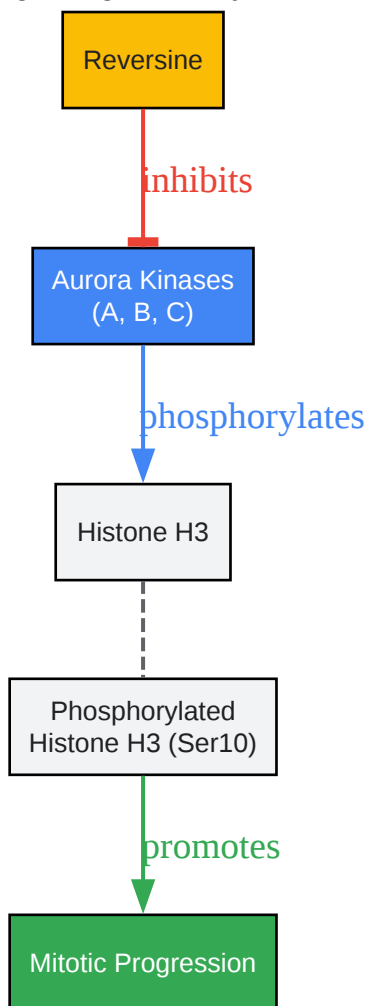 Reversine
inhibits
Aurora Kinases
(A, B, C)
phosphorylates
Histone H3
Phosphorylated
Histone H3 (Ser10)
promotes
Mitotic Progression